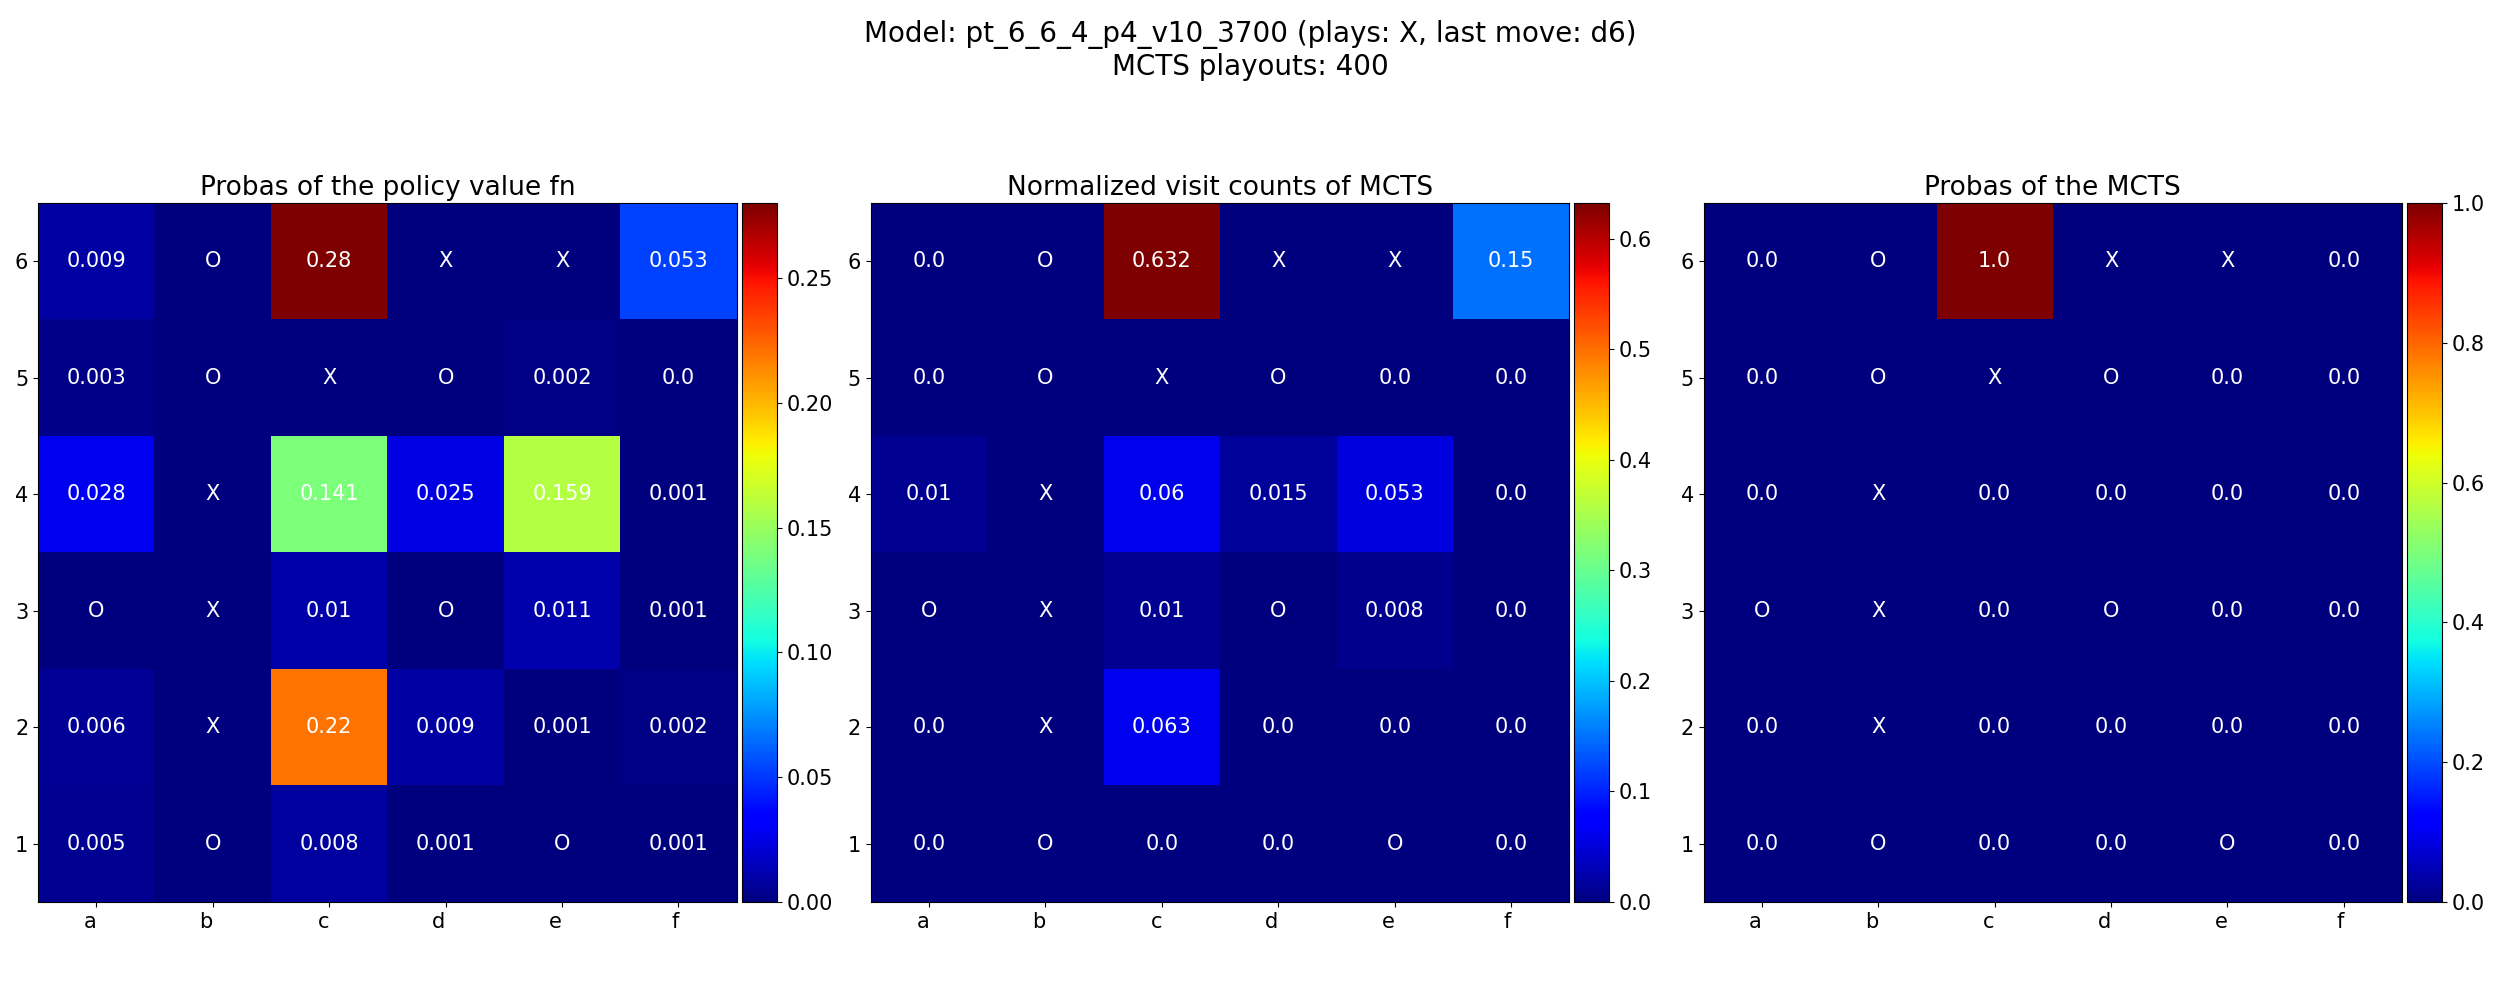 Model: pt_6_6_4_p4_v10_3700 (plays: X, last move: d6)
MCTS playouts: 400
Probas of the policy value fn
6 0.009 O 0.28 X X 0.053
5 0.003 O X O 0.002 0.0
4 0.028 X 0.141 0.025 0.159 0.001
3 O X 0.01 O 0.011 0.001
2 0.006 X 0.22 0.009 0.001 0.002
1 0.005 O 0.008 0.001 O 0.001
a b c d e f
0.25
0.20
0.15
0.10
0.05
0.00
Normalized visit counts of MCTS
6 0.0 O 0.632 X X 0.15
5 0.0 O X O 0.0 0.0
4 0.01 X 0.06 0.015 0.053 0.0
3 O X 0.01 O 0.008 0.0
2 0.0 X 0.063 0.0 0.0 0.0
1 0.0 O 0.0 0.0 O 0.0
a b c d e f
0.6
0.5
0.4
0.3
0.2
0.1
0.0
Probas of the MCTS
6 0.0 O 1.0 X X 0.0
5 0.0 O X O 0.0 0.0
4 0.0 X 0.0 0.0 0.0 0.0
3 O X 0.0 O 0.0 0.0
2 0.0 X 0.0 0.0 0.0 0.0
1 0.0 O 0.0 0.0 O 0.0
a b c d e f
1.0
0.8
0.6
0.4
0.2
0.0